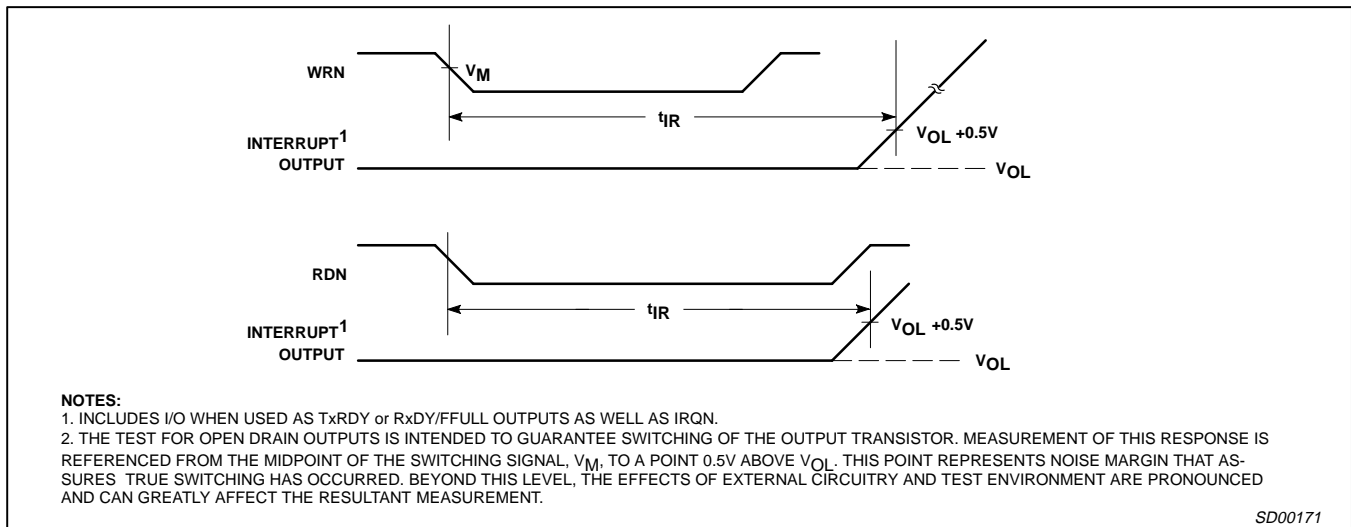 WRN
VM
tIR
INTERRUPT1
OUTPUT
VOL +0.5V
VOL
RDN
tIR
INTERRUPT1
OUTPUT
VOL +0.5V
VOL
NOTES:
1. INCLUDES I/O WHEN USED AS TxRDY or RxDY/FFULL OUTPUTS AS WELL AS IRQN.
2. THE TEST FOR OPEN DRAIN OUTPUTS IS INTENDED TO GUARANTEE SWITCHING OF THE OUTPUT TRANSISTOR. MEASUREMENT OF THIS RESPONSE IS
REFERENCED FROM THE MIDPOINT OF THE SWITCHING SIGNAL, VM, TO A POINT 0.5V ABOVE VOL. THIS POINT REPRESENTS NOISE MARGIN THAT AS-
SURES TRUE SWITCHING HAS OCCURRED. BEYOND THIS LEVEL, THE EFFECTS OF EXTERNAL CIRCUITRY AND TEST ENVIRONMENT ARE PRONOUNCED
AND CAN GREATLY AFFECT THE RESULTANT MEASUREMENT.
SD00171